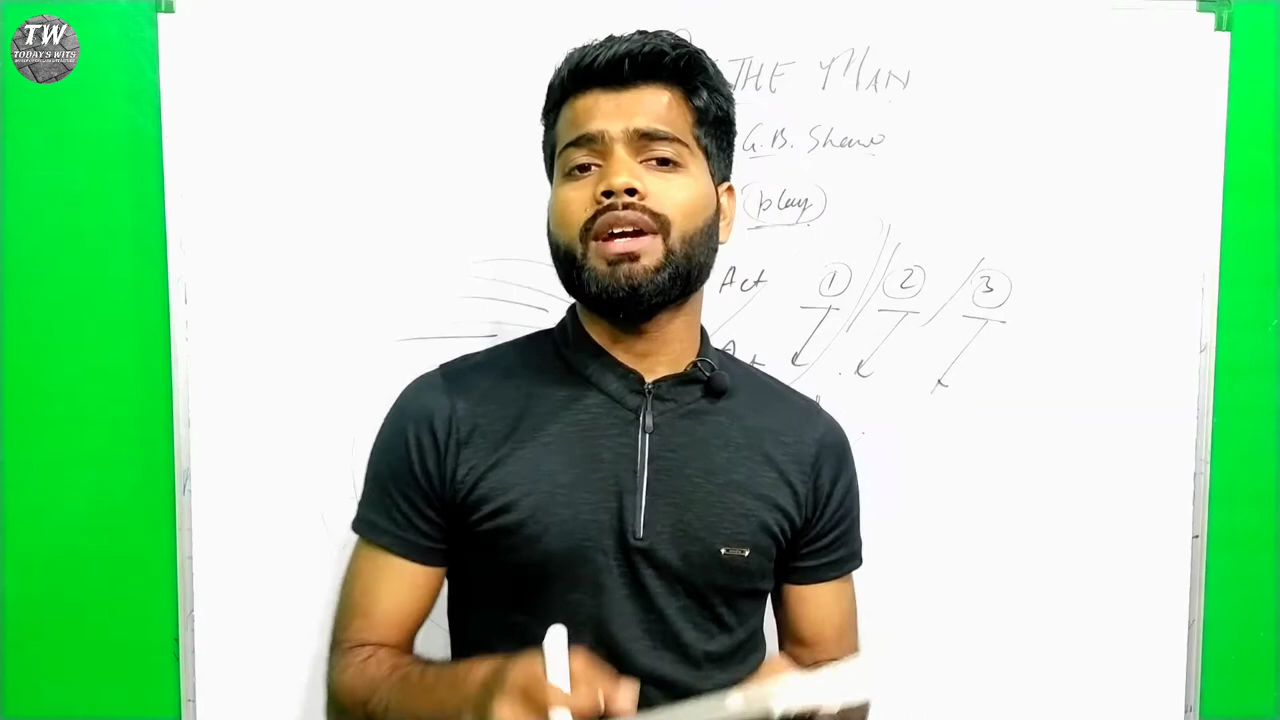 TW
TODAY'S WITS
THE MAN
G.B. Shaw
play
Act 1 2 3